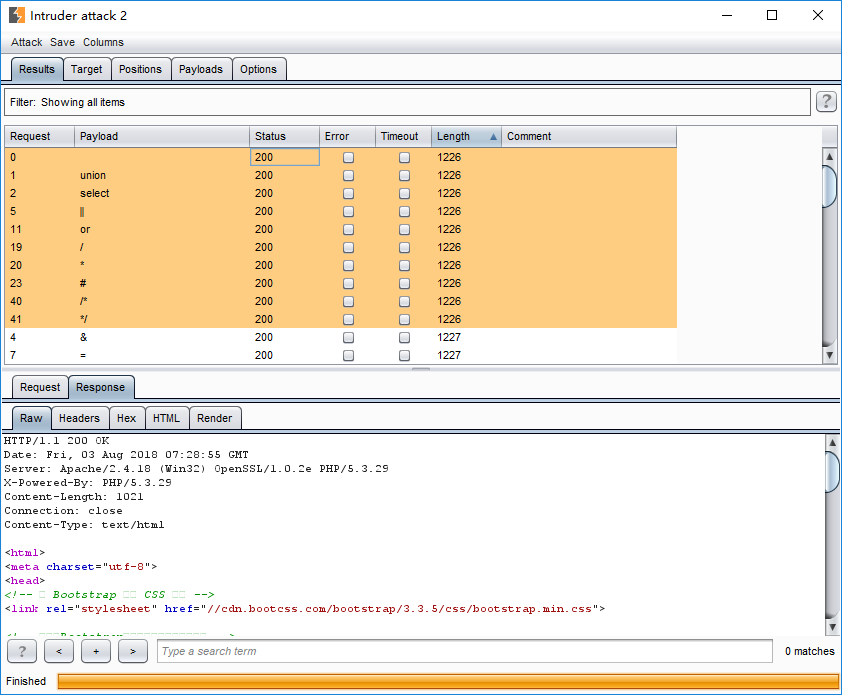 Intruder attack 2
Attack Save Columns
Results Target Positions Payloads Options
Filter: Showing all items
?
Request Payload Status Error Timeout Length Comment
0 200 1226
1 union 200 1226
2 select 200 1226
5 200 1226
11 or 200 1226
19 / 200 1226
20 * 200 1226
23 # 200 1226
40 /* 200 1226
41 */ 200 1226
4 & 200 1227
7 = 200 1227
Request Response
Raw Headers Hex HTML Render
HTTP/1.1 200 OK
Date: Fri, 03 Aug 2018 07:28:55 GMT
Server: Apache/2.4.18 (Win32) OpenSSL/1.0.2e PHP/5.3.29
X-Powered-By: PHP/5.3.29
Content-Length: 1021
Connection: close
Content-Type: text/html
<html>
<meta charset="utf-8">
<head>
<!-- Bootstrap CSS -->
<link rel="stylesheet" href="//cdn.bootcss.com/bootstrap/3.3.5/css/bootstrap.min.css">
? < + > Type a search term 0 matches
Finished